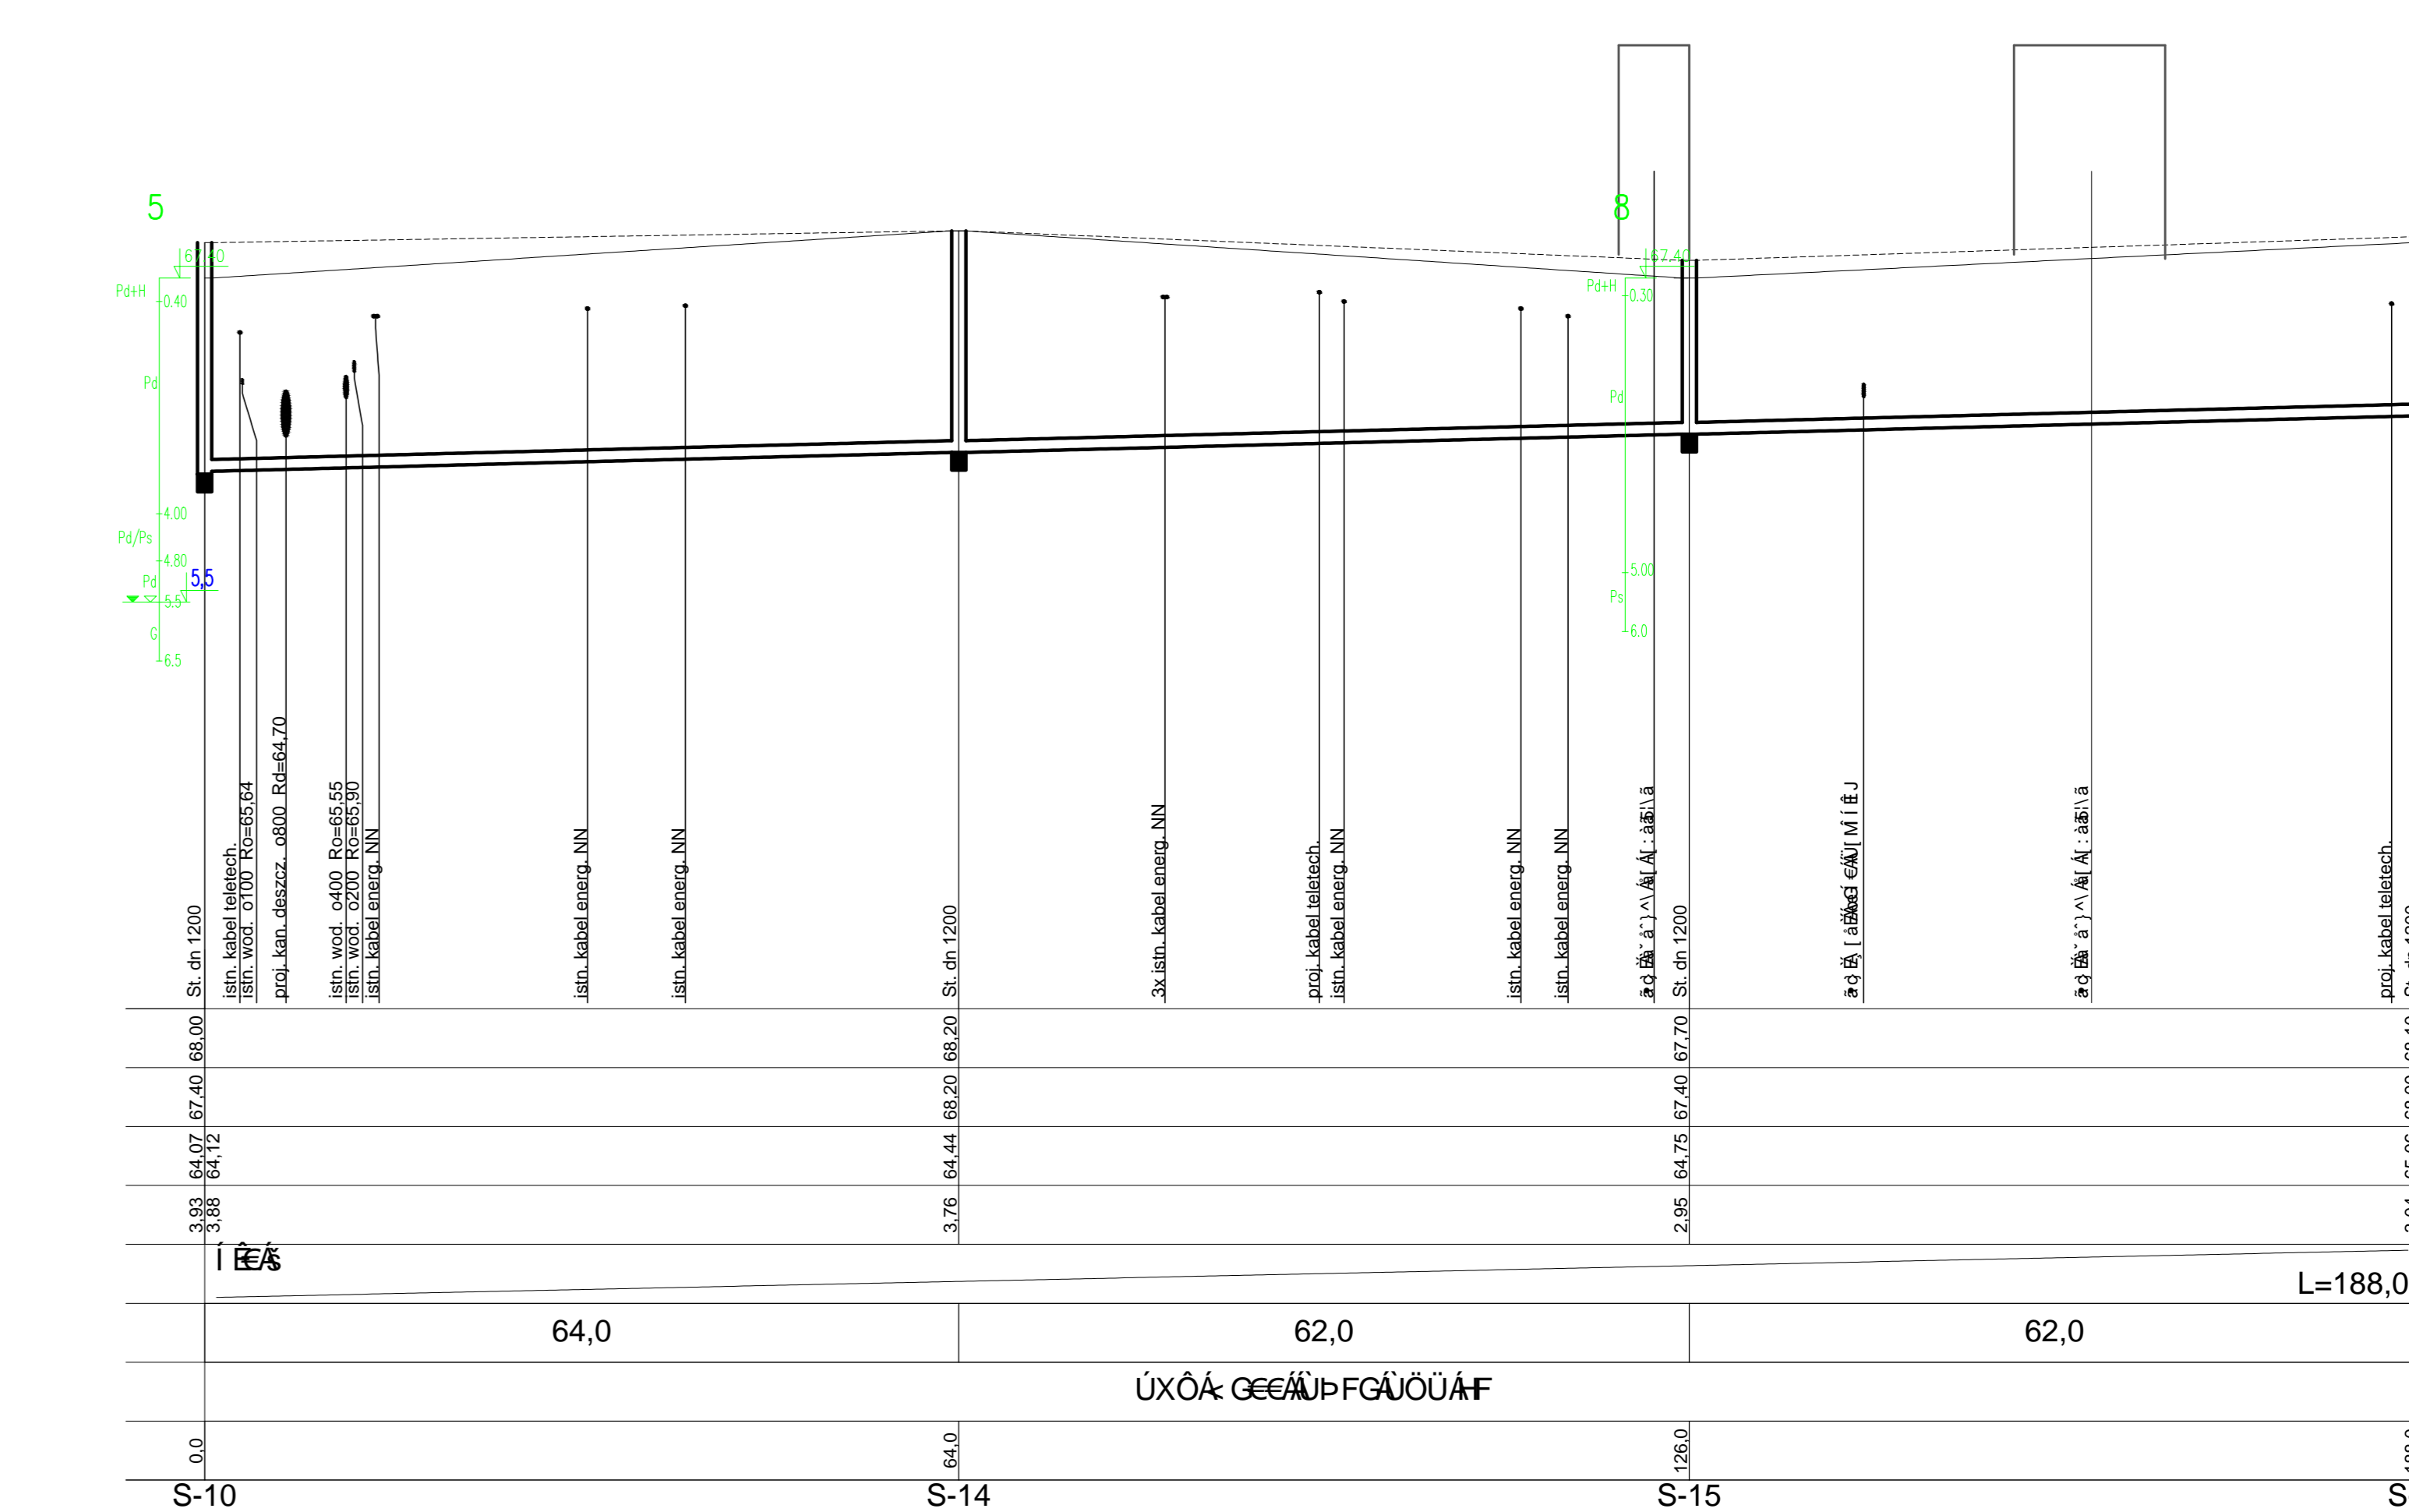 5
8
67.40
67.40
Pd+H
0.40
Pd+H
0.30
Pd
Pd
4.00
Pd/Ps
4.80
Pd
5,5
5.5
G
6.5
5.00
Ps
6.0
St. dn 1200
istn. kabel teletech.
istn. wod. o100 Ro=65,64
proj. kan. deszcz. o800 Rd=64,70
istn. wod. o400 Ro=65,55
istn. wod. o200 Ro=65,90
istn. kabel energ. NN
istn. kabel energ. NN
istn. kabel energ. NN
St. dn 1200
3x istn. kabel energ. NN
proj. kabel teletech.
istn. kabel energ. NN
istn. kabel energ. NN
istn. kabel energ. NN
St. dn 1200
proj. kabel teletech.
68,00
68,20
67,70
67,40
68,20
67,40
64,07
64,12
64,44
64,75
3,93
3,88
3,76
2,95
L=188,0
64,0
62,0
62,0
0,0
64,0
126,0
S-10
S-14
S-15